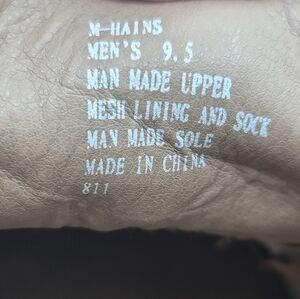 M-HAINS
MEN'S 9.5
MAN MADE UPPER
MESH LINING AND SOCK
MAN MADE SOLE
MADE IN CHINA
811